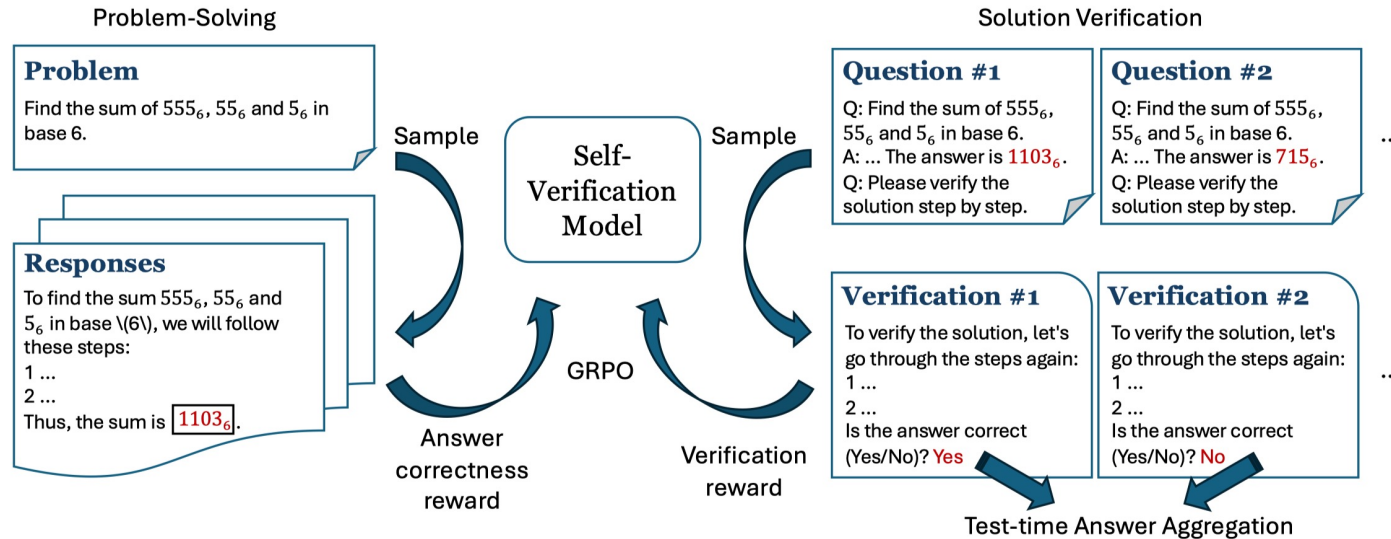 Problem-Solving
Problem
Find the sum of 555₆, 55₆ and 5₆ in
base 6.
Responses
To find the sum 555₆, 55₆ and
5₆ in base \(6\), we will follow
these steps:
1 ...
2 ...
Thus, the sum is 1103₆.
Sample
Self-
Verification
Model
Sample
GRPO
Answer
correctness
reward
Verification
reward
Solution Verification
Question #1
Q: Find the sum of 555₆,
55₆ and 5₆ in base 6.
A: ... The answer is 1103₆.
Q: Please verify the
solution step by step.
Question #2
Q: Find the sum of 555₆,
55₆ and 5₆ in base 6.
A: ... The answer is 715₆.
Q: Please verify the
solution step by step.
..
Verification #1
To verify the solution, let's
go through the steps again:
1 ...
2 ...
Is the answer correct
(Yes/No)? Yes
Verification #2
To verify the solution, let's
go through the steps again:
1 ...
2 ...
Is the answer correct
(Yes/No)? No
..
Test-time Answer Aggregation